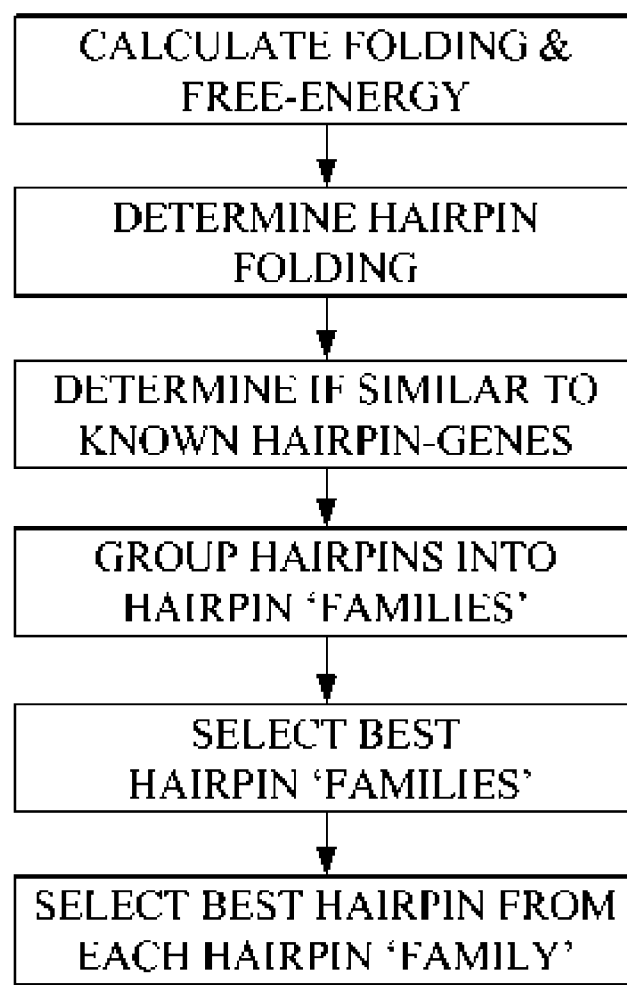 CALCULATE FOLDING &
FREE-ENERGY
DETERMINE HAIRPIN
FOLDING
DETERMINE IF SIMILAR TO
KNOWN HAIRPIN-GENES
GROUP HAIRPINS INTO
HAIRPIN ‘FAMILIES’
SELECT BEST
HAIRPIN ‘FAMILIES’
SELECT BEST HAIRPIN FROM
EACH HAIRPIN ‘FAMILY’